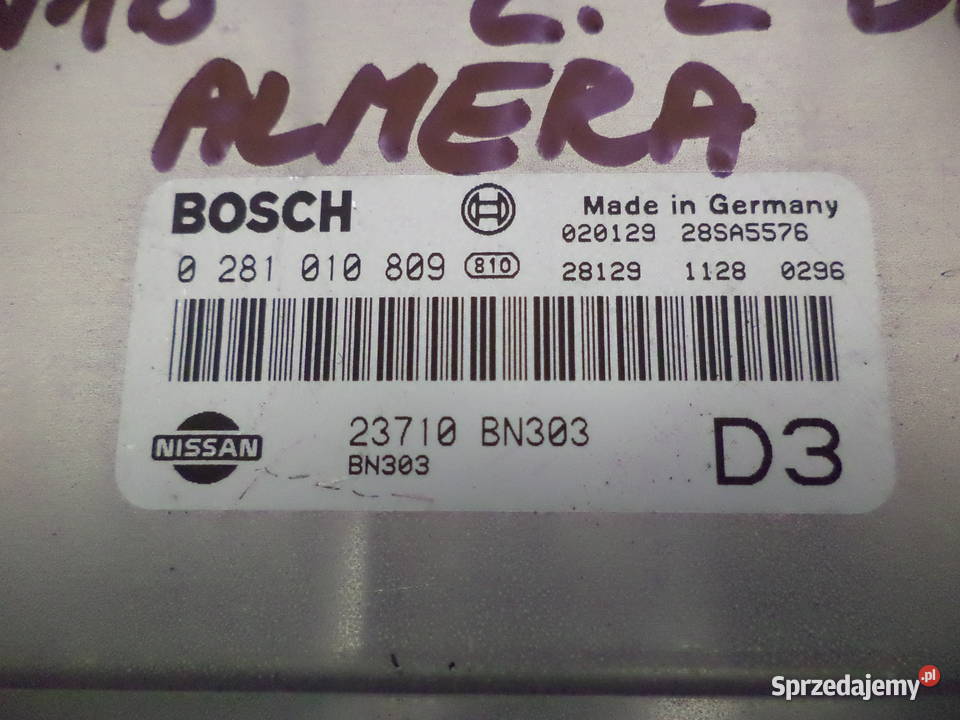 ALMERA
BOSCH
Made in Germany
020129 28SA5576
0 281 010 809 810
28129 1128 0296
NISSAN
23710 BN303
BN303
D3
Sprzedajemy.pl